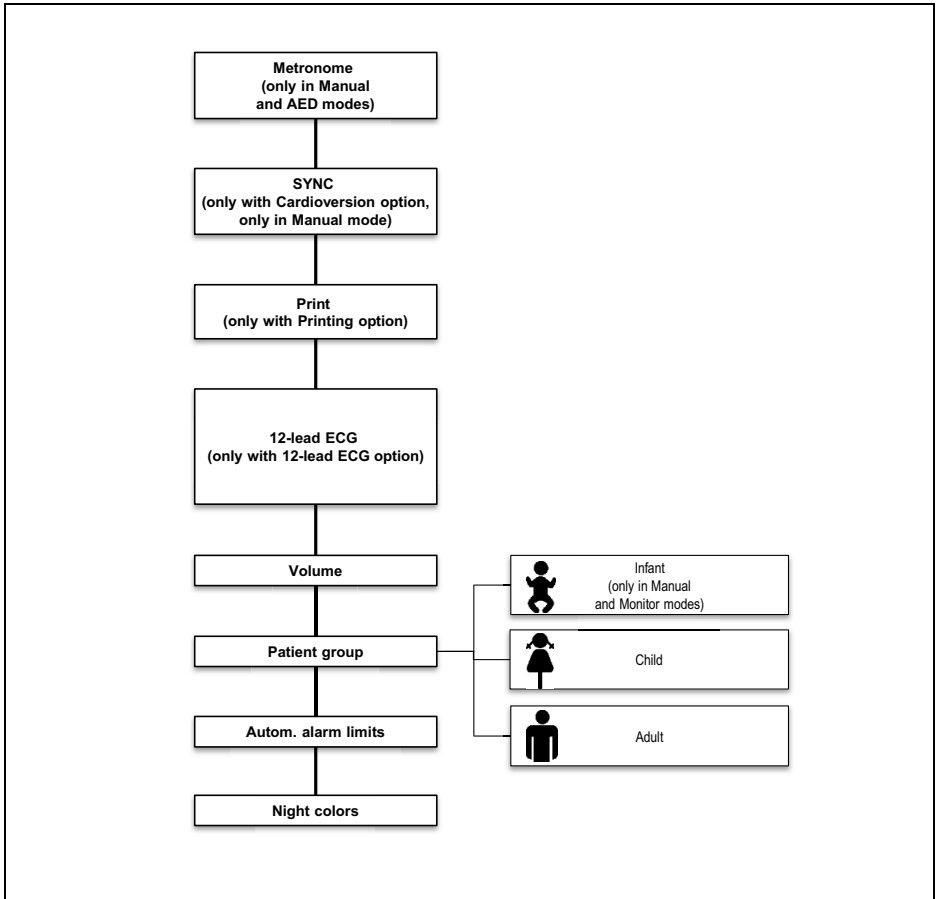 Metronome
(only in Manual
and AED modes)
SYNC
(only with Cardioversion option,
only in Manual mode)
Print
(only with Printing option)
12-lead ECG
(only with 12-lead ECG option)
Volume
Infant
(only in Manual
and Monitor modes)
Patient group
Child
Autom. alarm limits
Adult
Night colors